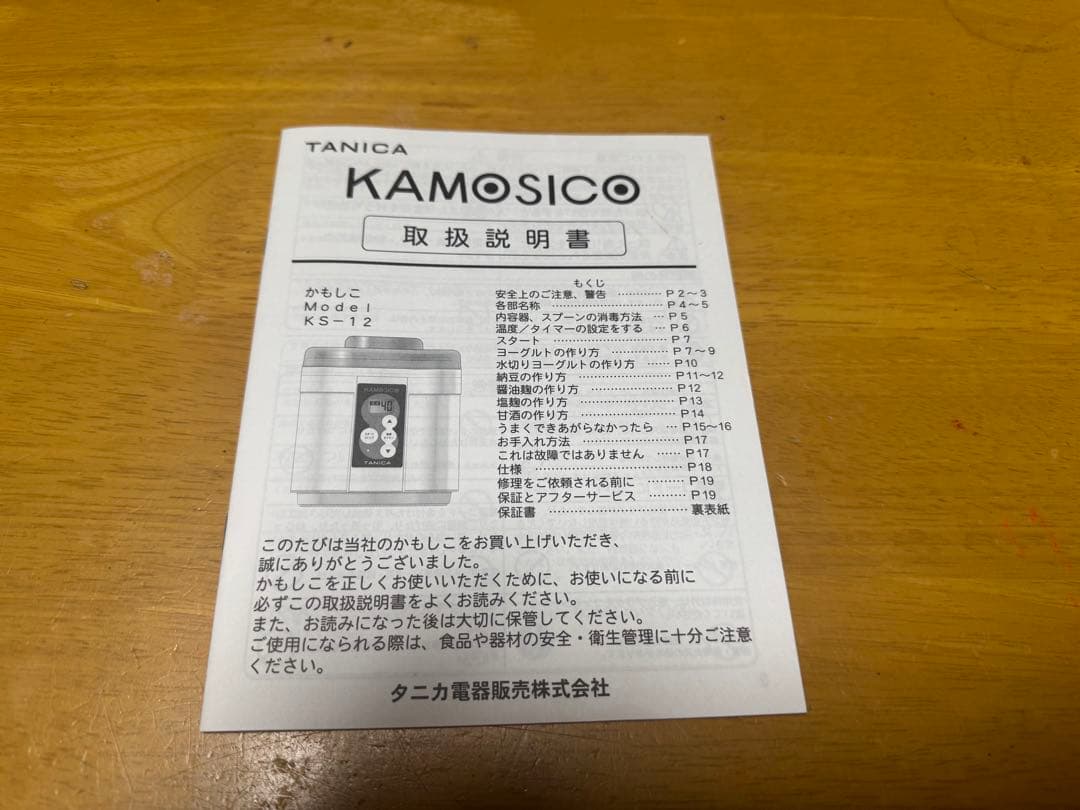 TANICA
KAMOSICO
取扱説明書
かもしこ
Model
KS-12
KAMOSICO
40
TANICA
もくじ
安全上のご注意、警告 ………… P2～3
各部名称 ………………………… P4～5
内容器、スプーンの消毒方法 … P5
温度／タイマーの設定をする … P6
スタート ………………………… P7
ヨーグルトの作り方 …………… P7～9
水切りヨーグルトの作り方 …… P10
納豆の作り方 …………………… P11～12
醤油麹の作り方 ………………… P12
塩麹の作り方 …………………… P13
甘酒の作り方 …………………… P14
うまくできあがらなかったら … P15～16
お手入れ方法 …………………… P17
これは故障ではありません …… P17
仕様 ……………………………… P18
修理をご依頼される前に ……… P19
保証とアフターサービス ……… P19
保証書 …………………………… 裏表紙
このたびは当社のかもしこをお買い上げいただき、
誠にありがとうございました。
かもしこを正しくお使いいただくために、お使いになる前に
必ずこの取扱説明書をよくお読みください。
また、お読みになった後は大切に保管してください。
ご使用になられる際は、食品や器材の安全・衛生管理に十分ご注意
ください。
タニカ電器販売株式会社